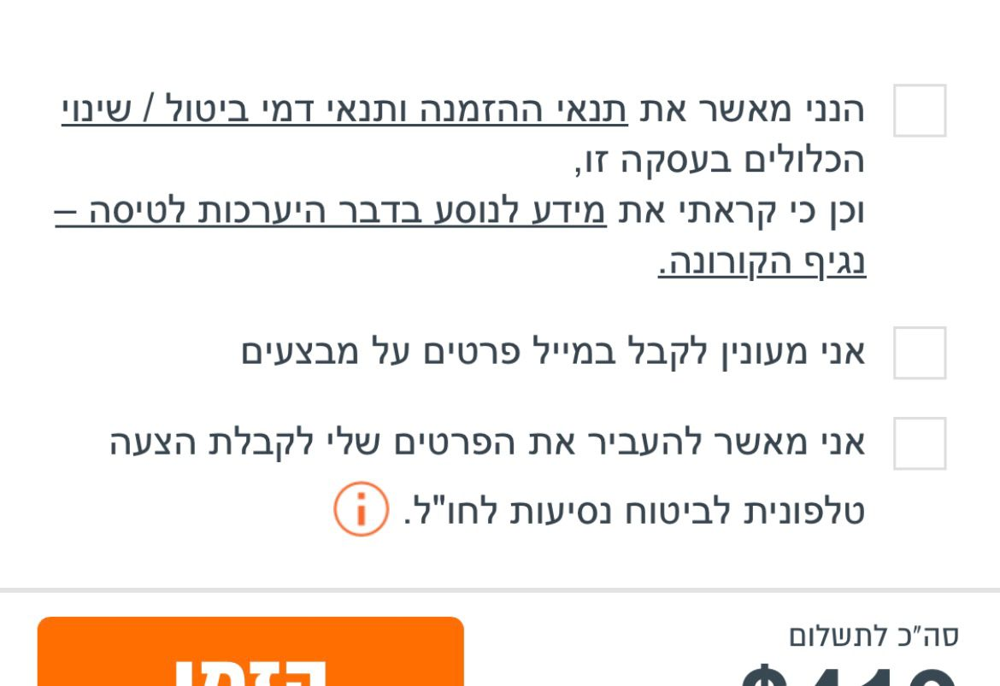 הנני מאשר את תנאי ההזמנה ותנאי דמי ביטול / שינוי
הכלולים בעסקה זו,
וכן כי קראתי את מידע לנוסע בדבר היערכות לטיסה –
נגיף הקורונה.
אני מעונין לקבל במייל פרטים על מבצעים
אני מאשר להעביר את הפרטים שלי לקבלת הצעה
טלפונית לביטוח נסיעות לחו"ל.
סה״כ לתשלום